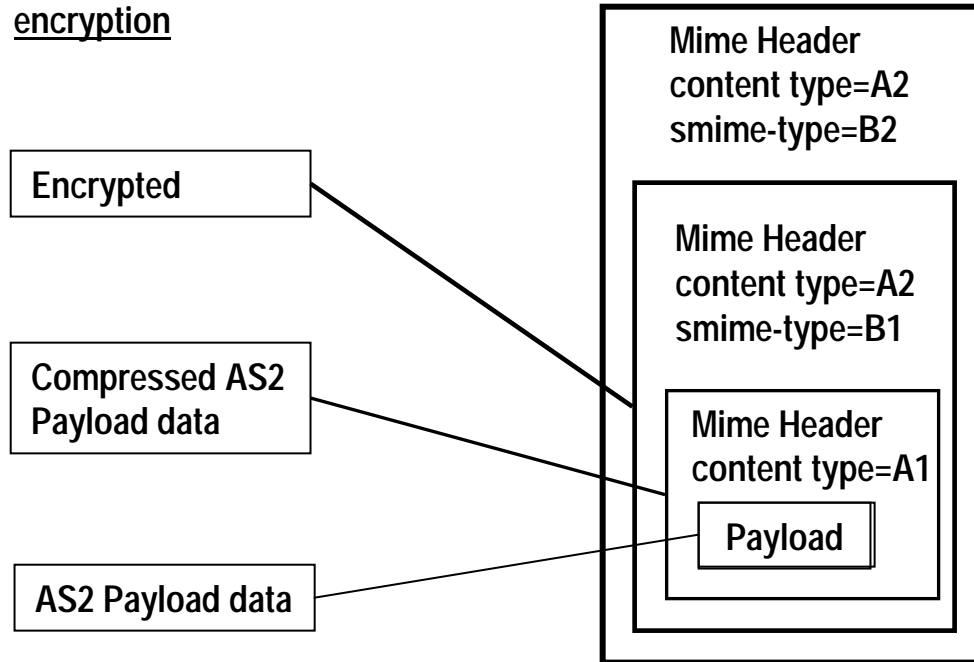 encryption
Encrypted
Compressed AS2
Payload data
AS2 Payload data
Mime Header
content type=A2
smime-type=B2
Mime Header
content type=A2
smime-type=B1
Mime Header
content type=A1
Payload